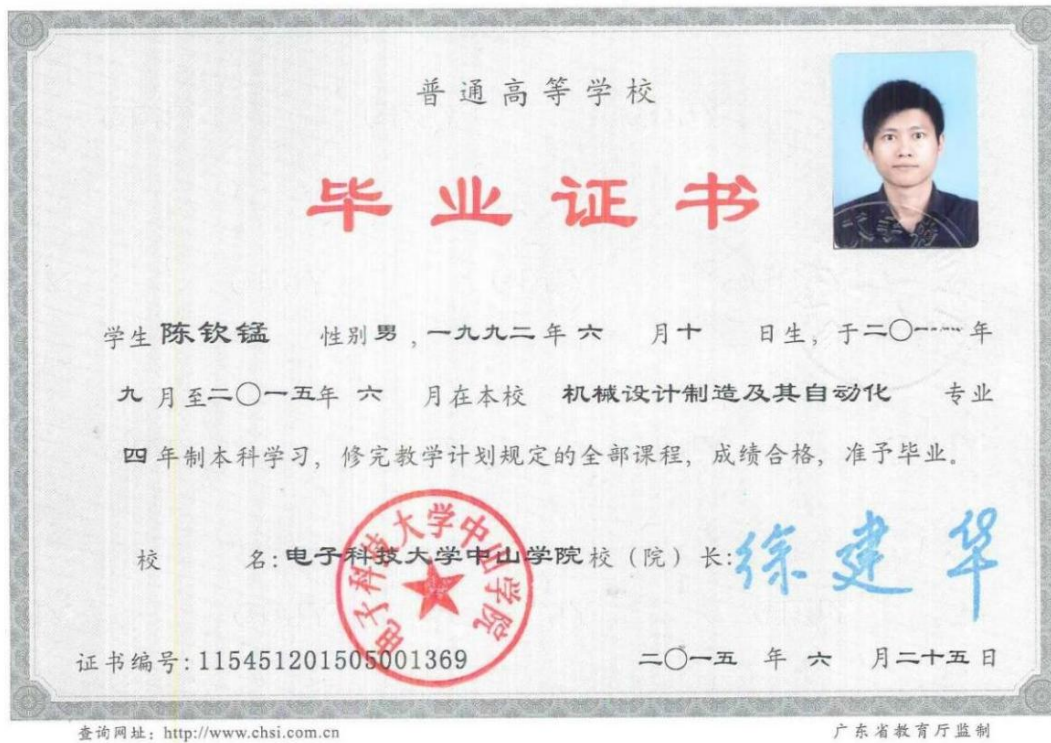 普通高等学校
毕业证书
学生 陈钦锰 性别 男 ,一九九二 年 六 月 十 日生, 于二〇一一 年
九 月至二〇一五年 六 月在本校 机械设计制造及其自动化 专业
四 年制本科学习, 修完教学计划规定的全部课程, 成绩合格, 准予毕业。
校 名: 电子科技大学中山学院 校(院)长: 徐建华
电子科技大学中山学院
证书编号: 115451201505001369 二〇一五 年 六 月二十五日
查询网址: http://www.chsi.com.cn 广东省教育厅监制